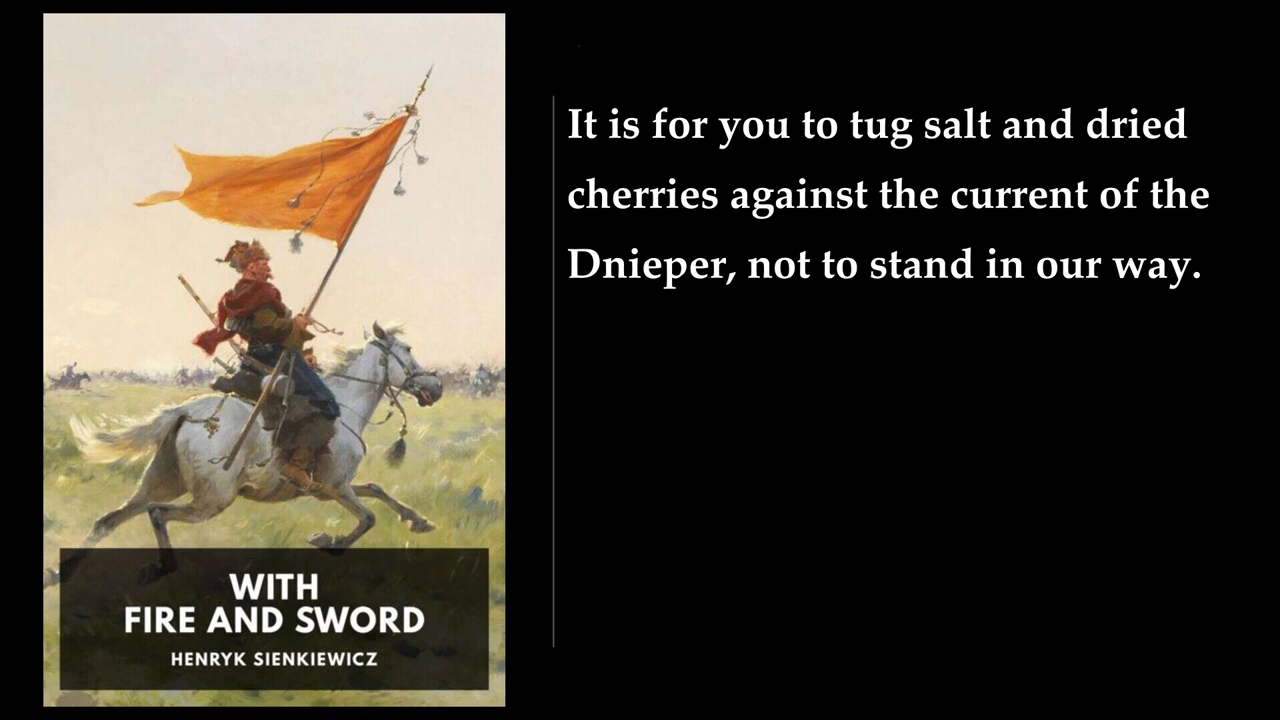 It is for you to tug salt and dried
cherries against the current of the
Dnieper, not to stand in our way.
WITH
FIRE AND SWORD
HENRYK SIENKIEWICZ